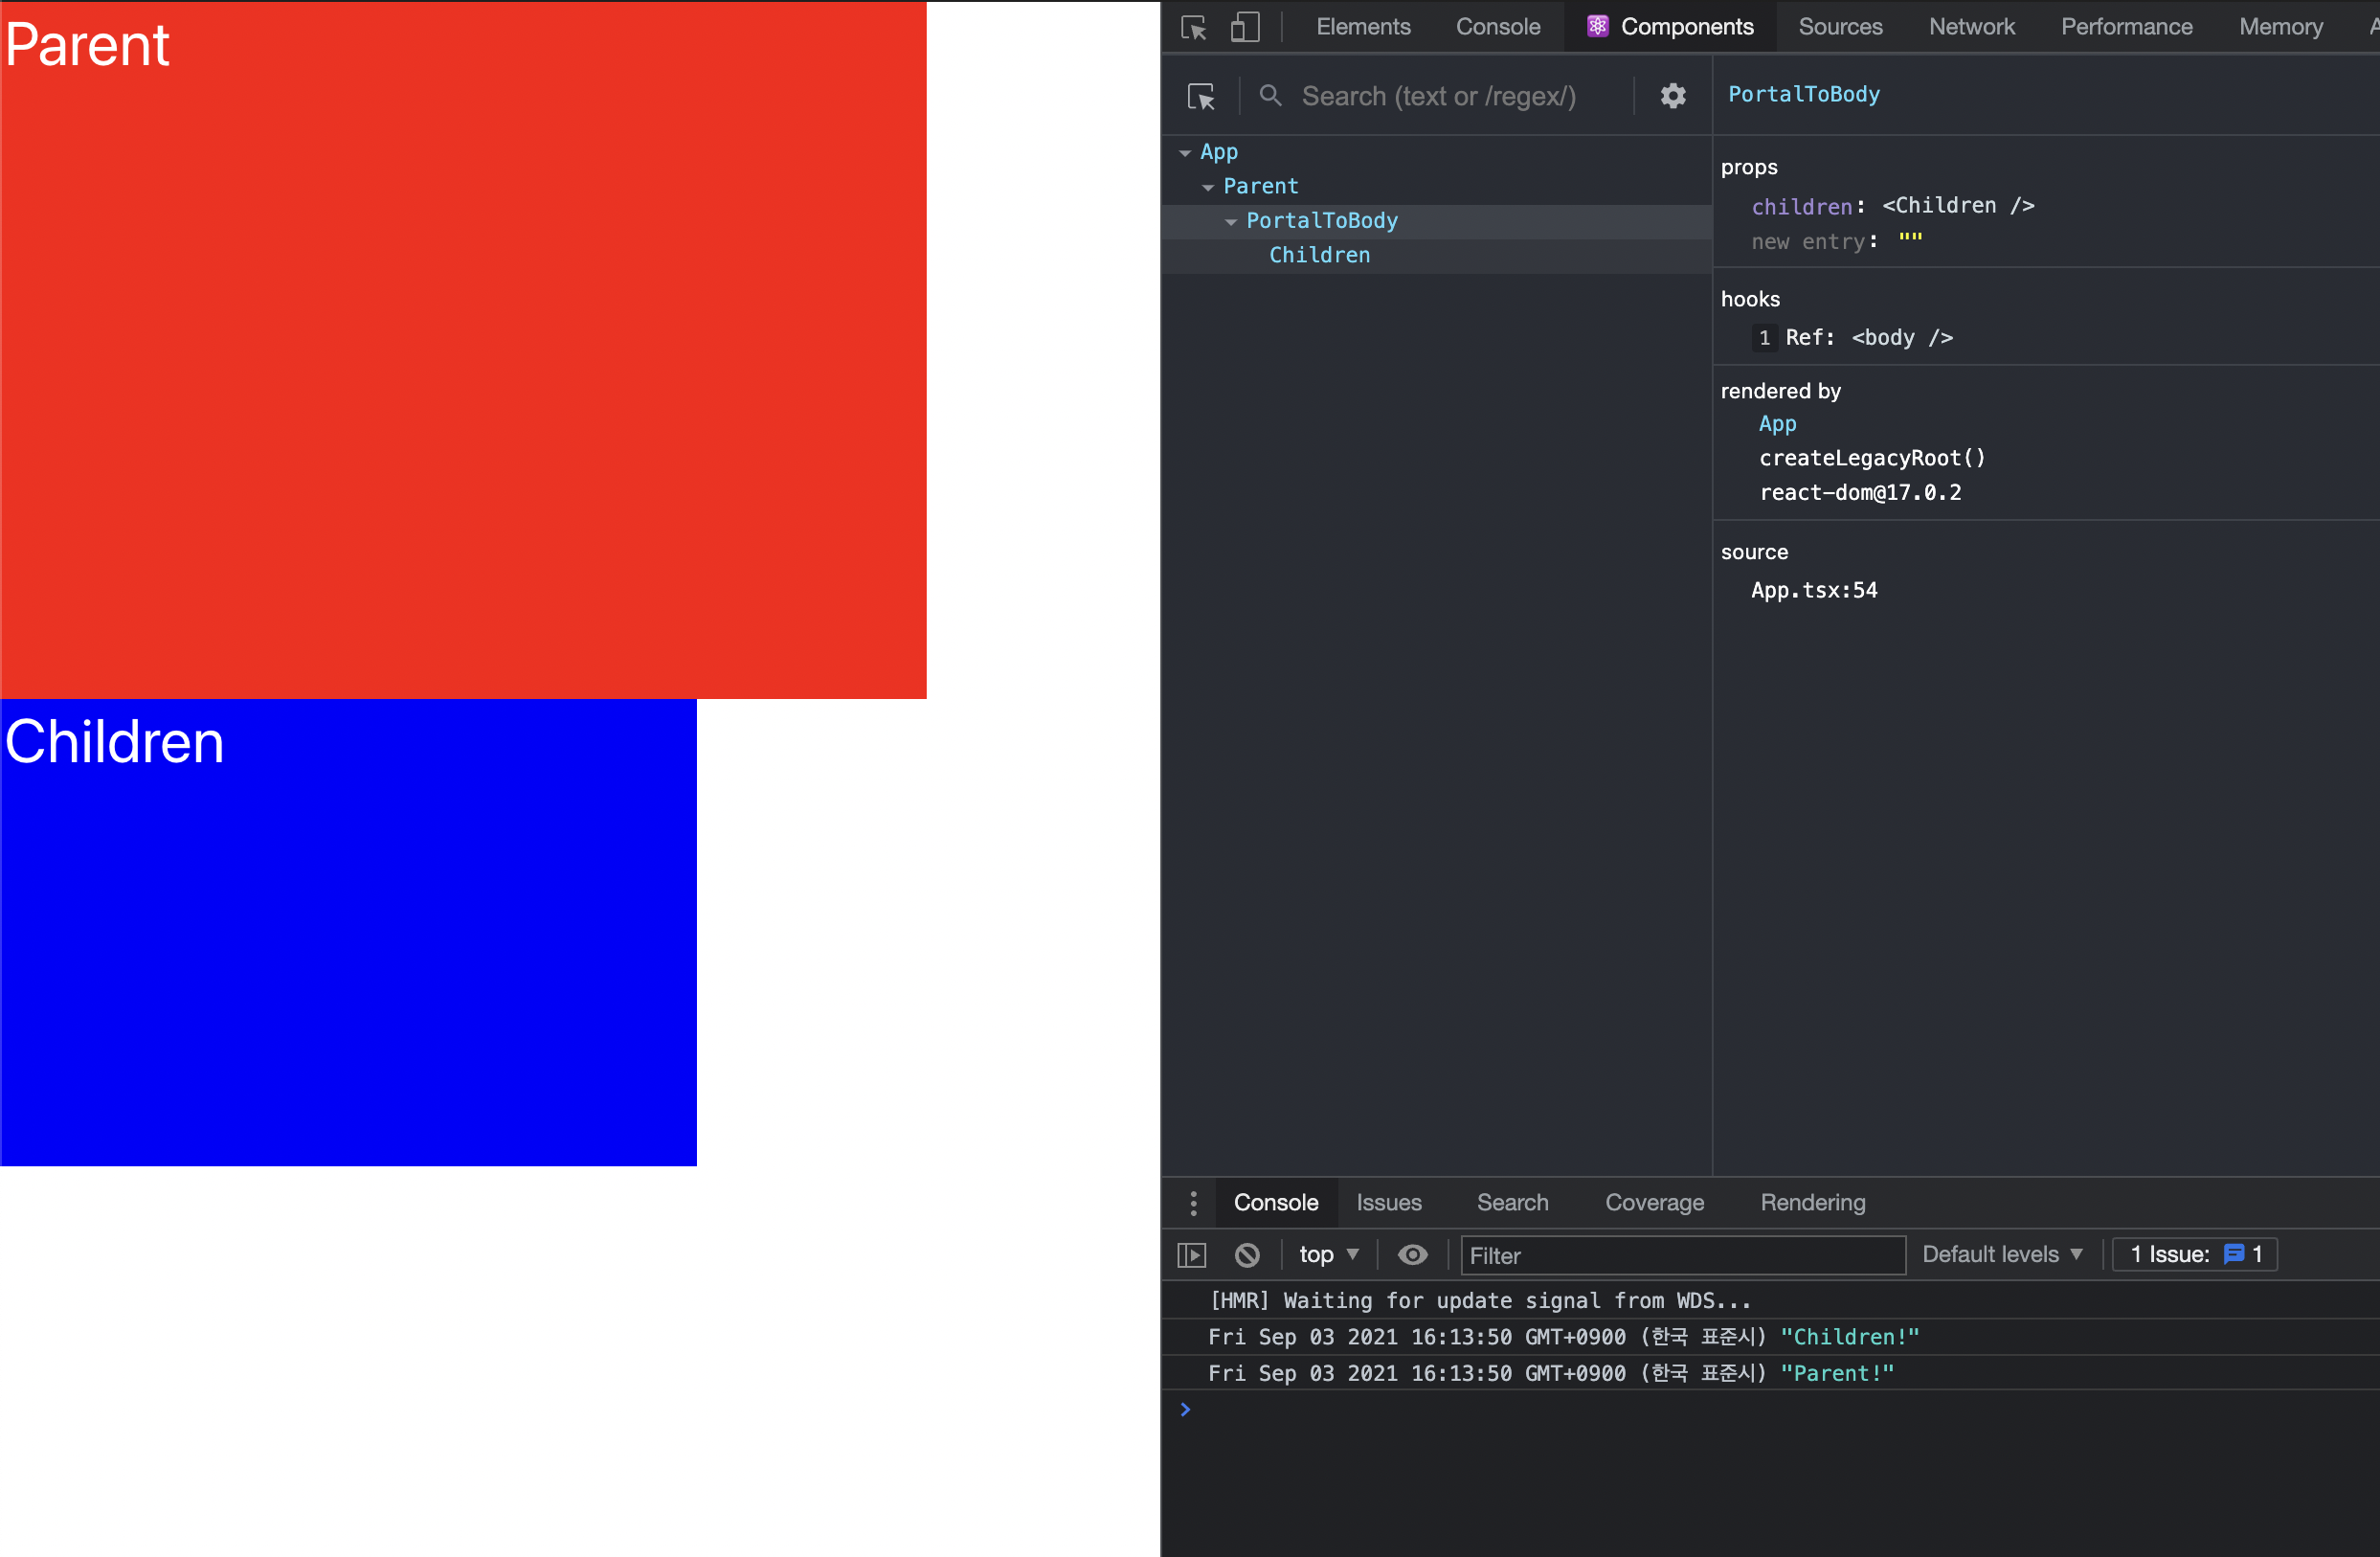 Parent
Children
Elements Console Components Sources Network Performance Memory
Search (text or /regex/)
App
Parent
PortalToBody
Children
PortalToBody
props
children: <Children />
new entry: ""
hooks
1 Ref: <body />
rendered by
App
createLegacyRoot()
react-dom@17.0.2
source
App.tsx:54
Console Issues Search Coverage Rendering
top ▼ Filter Default levels ▼ 1 Issue: 1
[HMR] Waiting for update signal from WDS...
Fri Sep 03 2021 16:13:50 GMT+0900 (한국 표준시) "Children!"
Fri Sep 03 2021 16:13:50 GMT+0900 (한국 표준시) "Parent!"